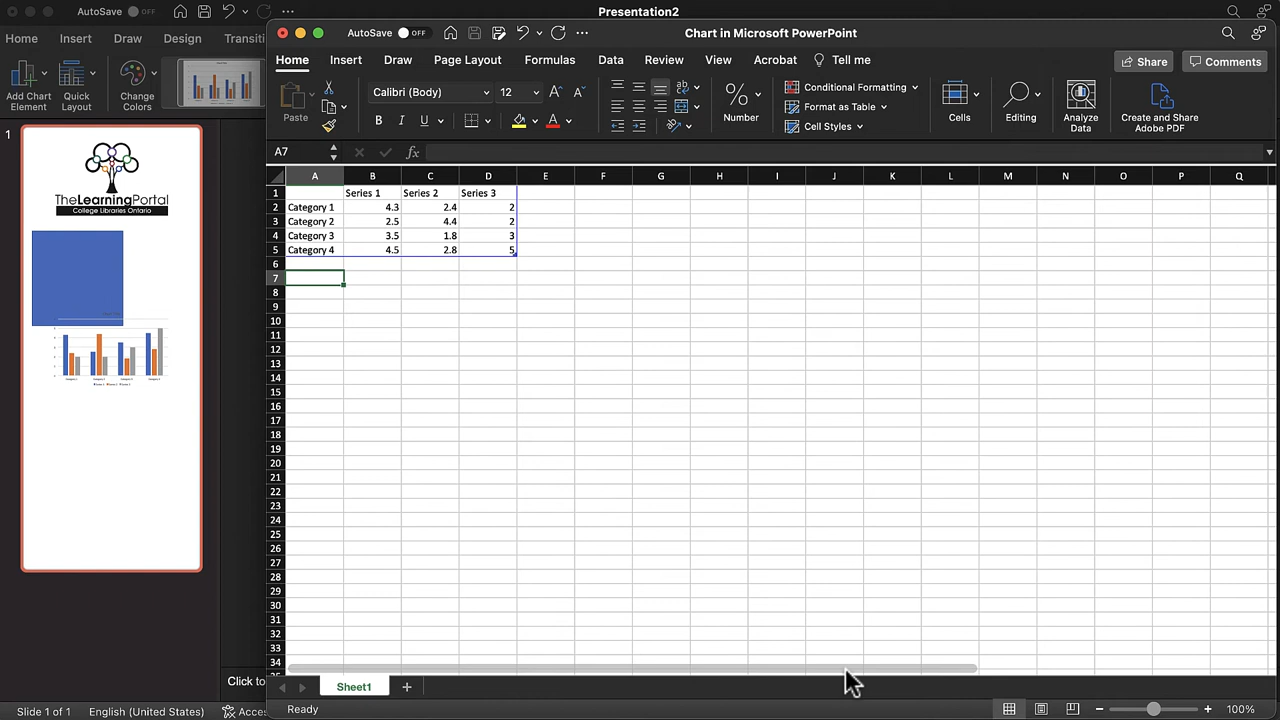 AutoSave OFF
Presentation2
Home Insert Draw Design Transiti
Add Chart Element
Quick Layout
Change Colors
1
TheLearningPortal
College Libraries Ontario
Slide 1 of 1
English (United States)
Acces
Click to
AutoSave OFF
Chart in Microsoft PowerPoint
Home Insert Draw Page Layout Formulas Data Review View Acrobat Tell me
Share
Comments
Paste
Calibri (Body) 12
B I U
A A
Number
Conditional Formatting
Format as Table
Cell Styles
Cells
Editing
Analyze Data
Create and Share Adobe PDF
A7
fx
A B C D E F G H I J K L M N O P Q
1 Series 1 Series 2 Series 3
2 Category 1 4.3 2.4 2
3 Category 2 2.5 4.4 2
4 Category 3 3.5 1.8 3
5 Category 4 4.5 2.8 5
6
7
8
9
10
11
12
13
14
15
16
17
18
19
20
21
22
23
24
25
26
27
28
29
30
31
32
33
34
Sheet1
Ready
100%